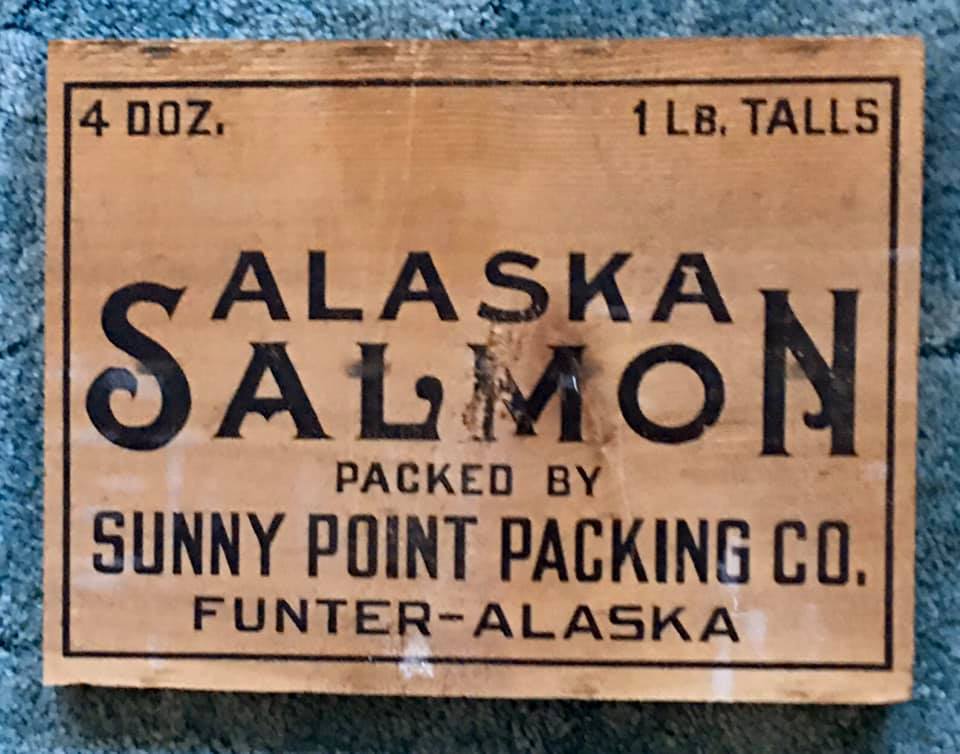 4 DOZ. 1 LB. TALLS
ALASKA
SALMON
PACKED BY
SUNNY POINT PACKING CO.
FUNTER-ALASKA